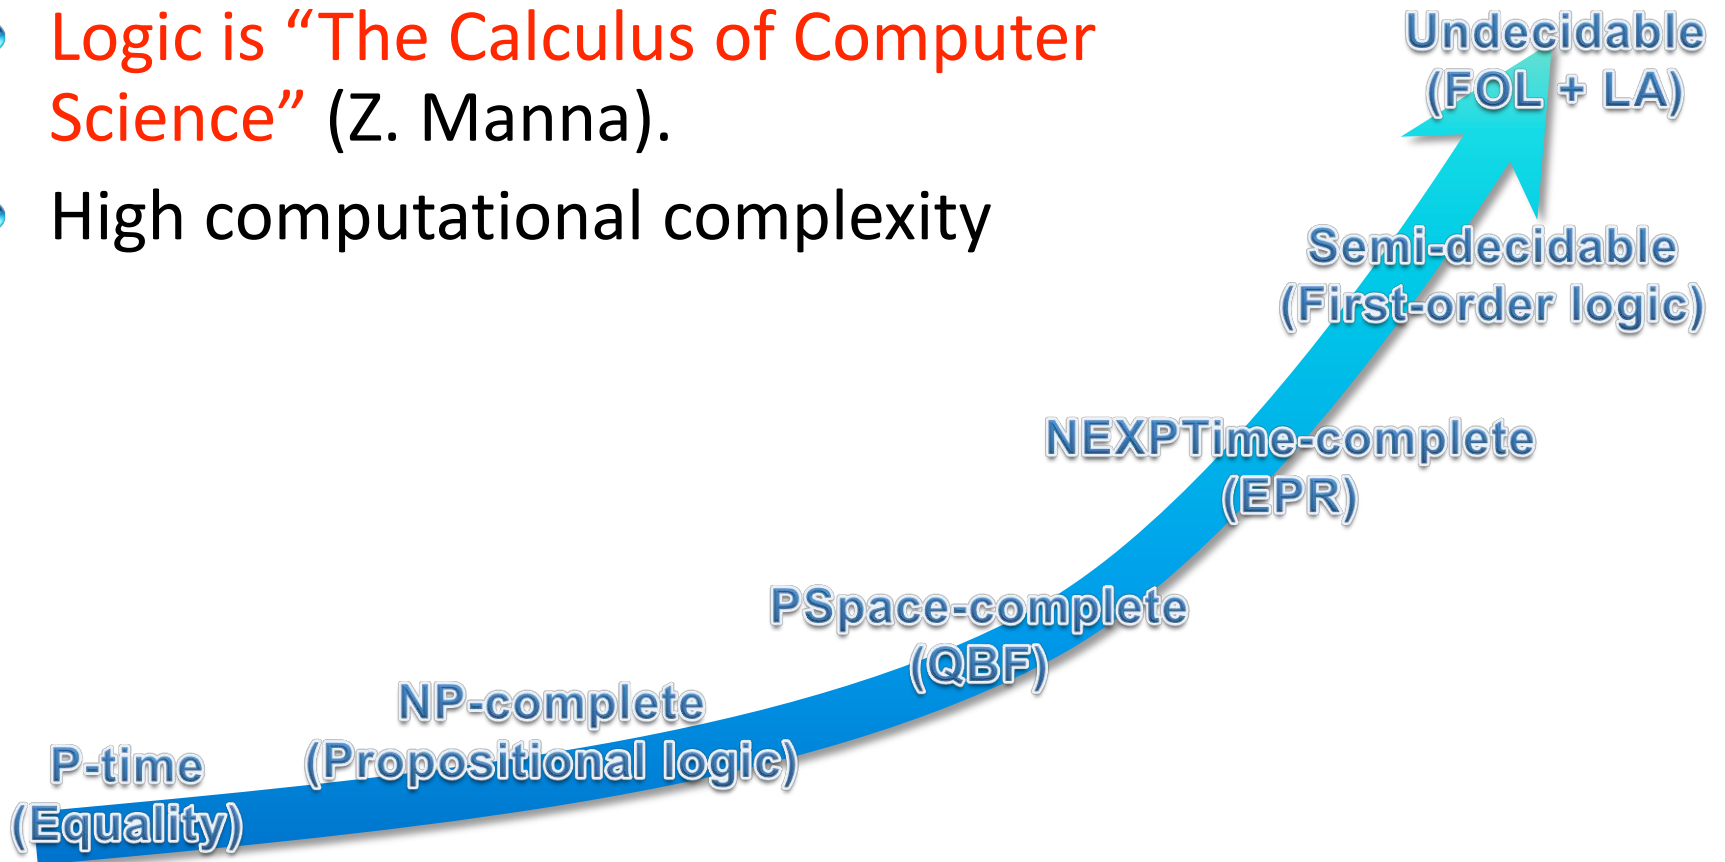 Logic is “The Calculus of Computer
Science” (Z. Manna).
High computational complexity
Undecidable
(FOL + LA)
Semi-decidable
(First-order logic)
NEXPTime-complete
(EPR)
PSpace-complete
(QBF)
NP-complete
(Propositional logic)
P-time
(Equality)